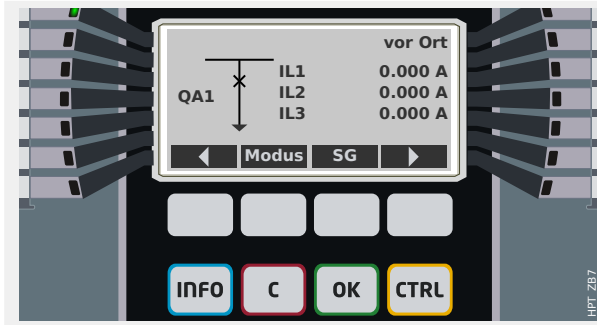 vor Ort
IL1 0.000 A
QA1
IL2 0.000 A
IL3 0.000 A
Modus SG
INFO C OK CTRL
HPT ZB7